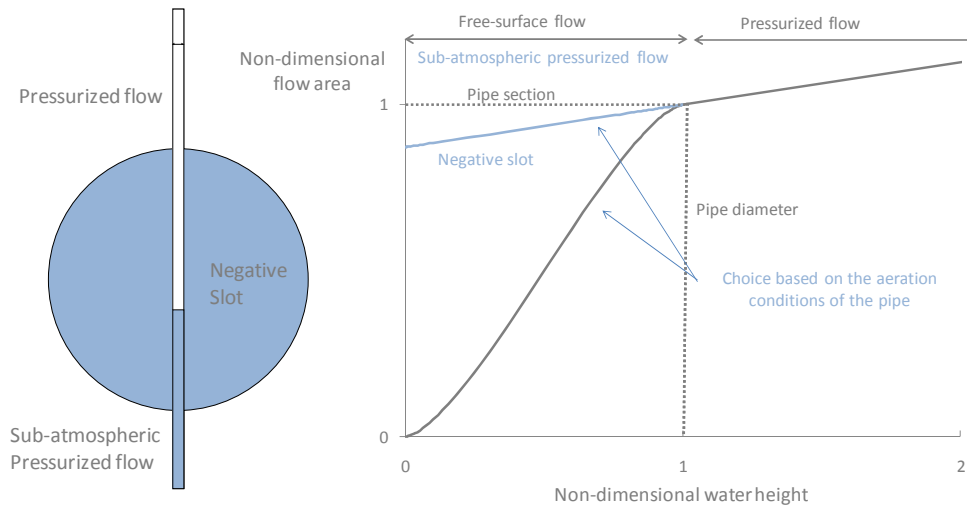 Pressurized flow
Negative
Slot
Sub-atmospheric
Pressurized flow
Free-surface flow
Pressurized flow
Non-dimensional
flow area
Sub-atmospheric pressurized flow
Pipe section
1
Negative slot
Pipe diameter
Choice based on the aeration
conditions of the pipe
0
0
1
2
Non-dimensional water height